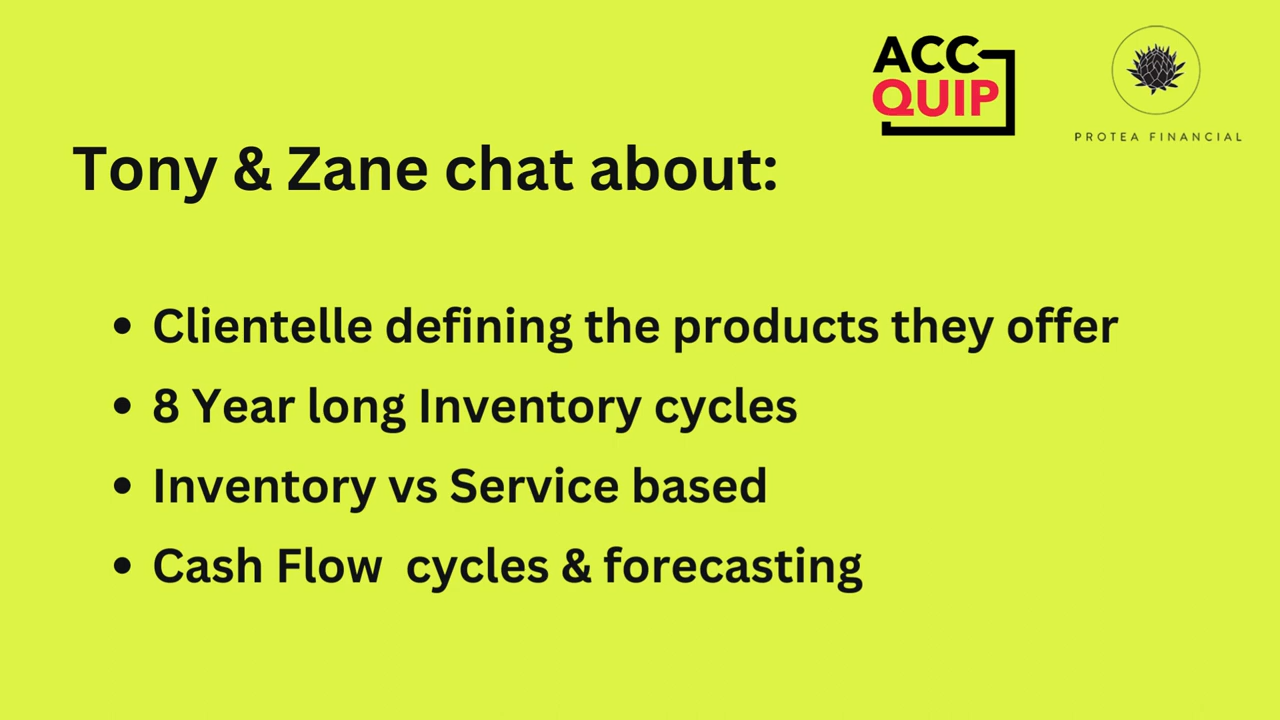 ACC
QUIP
PROTEA FINANCIAL
Tony & Zane chat about:
• Clientelle defining the products they offer
• 8 Year long Inventory cycles
• Inventory vs Service based
• Cash Flow  cycles & forecasting